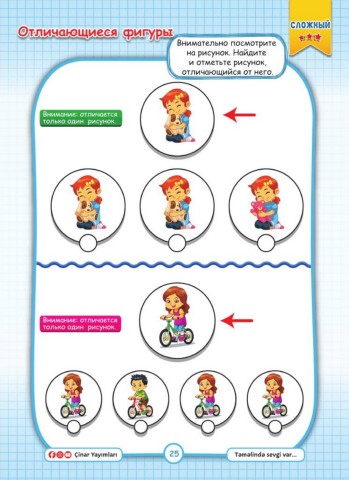 Отличающиеся фигуры
СЛОЖНЫЙ
Внимательно посмотрите
на рисунок. Найдите
и отметьте рисунок,
отличающийся от него.
Внимание: отличается
только один рисунок.
Внимание: отличается
только один рисунок.
Çinar Yayımları
25
Təməlində sevgi var...